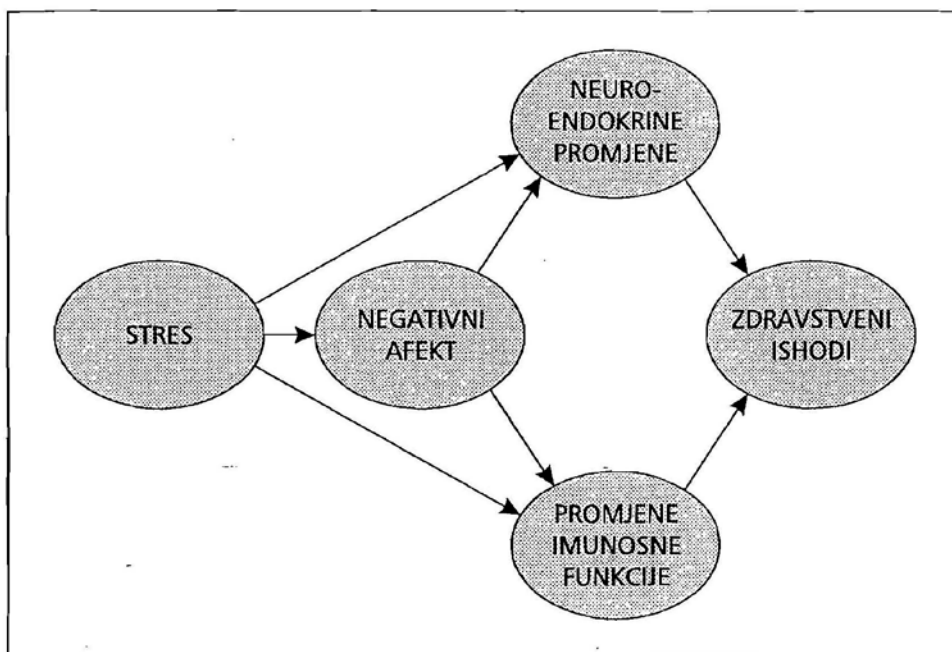 NEURO-
ENDOKRINE
PROMJENE
STRES
NEGATIVNI
AFEKT
ZDRAVSTVENI
ISHODI
PROMJENE
IMUNOSNE
FUNKCIJE